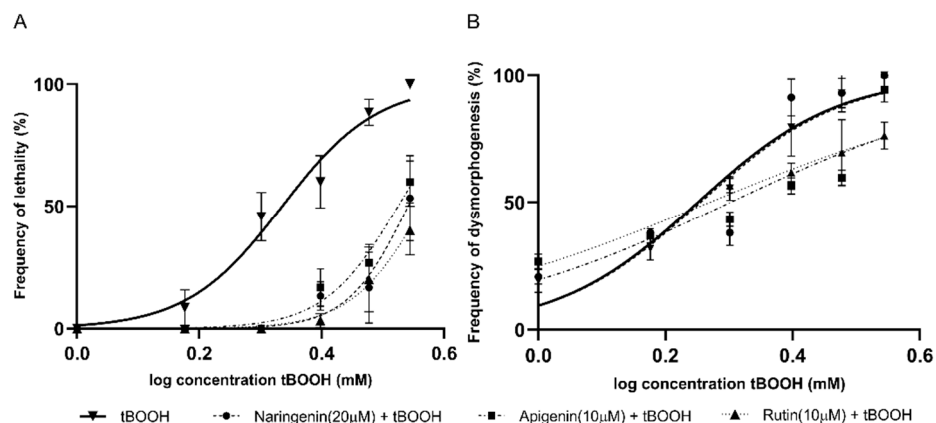 A
B
Frequency of lethality (%)
100
50
0
0.0
0.2
0.4
0.6
log concentration tBOOH (mM)
Frequency of dysmorphogenesis (%)
100
50
0
0.0
0.2
0.4
0.6
log concentration tBOOH (mM)
tBOOH
Naringenin(20μM) + tBOOH
Apigenin(10μM) + tBOOH
Rutin(10μM) + tBOOH